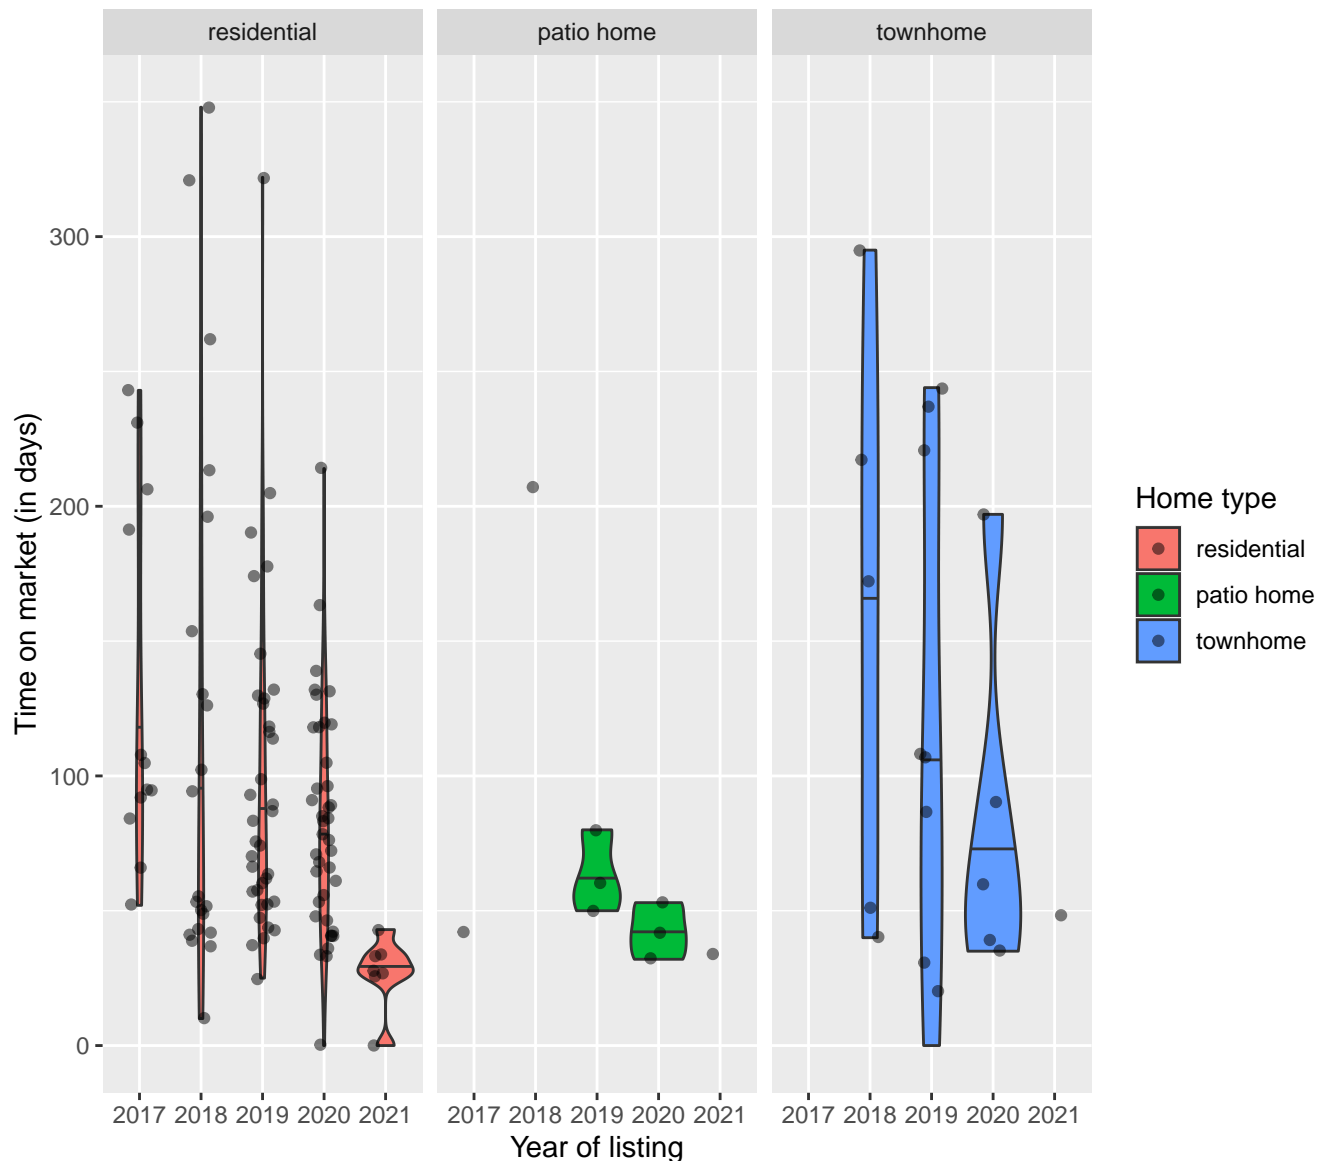 residential patio home townhome
300
200
100
0
Time on market (in days)
2017 2018 2019 2020 2021 2017 2018 2019 2020 2021 2017 2018 2019 2020 2021
Year of listing
Home type
residential
patio home
townhome